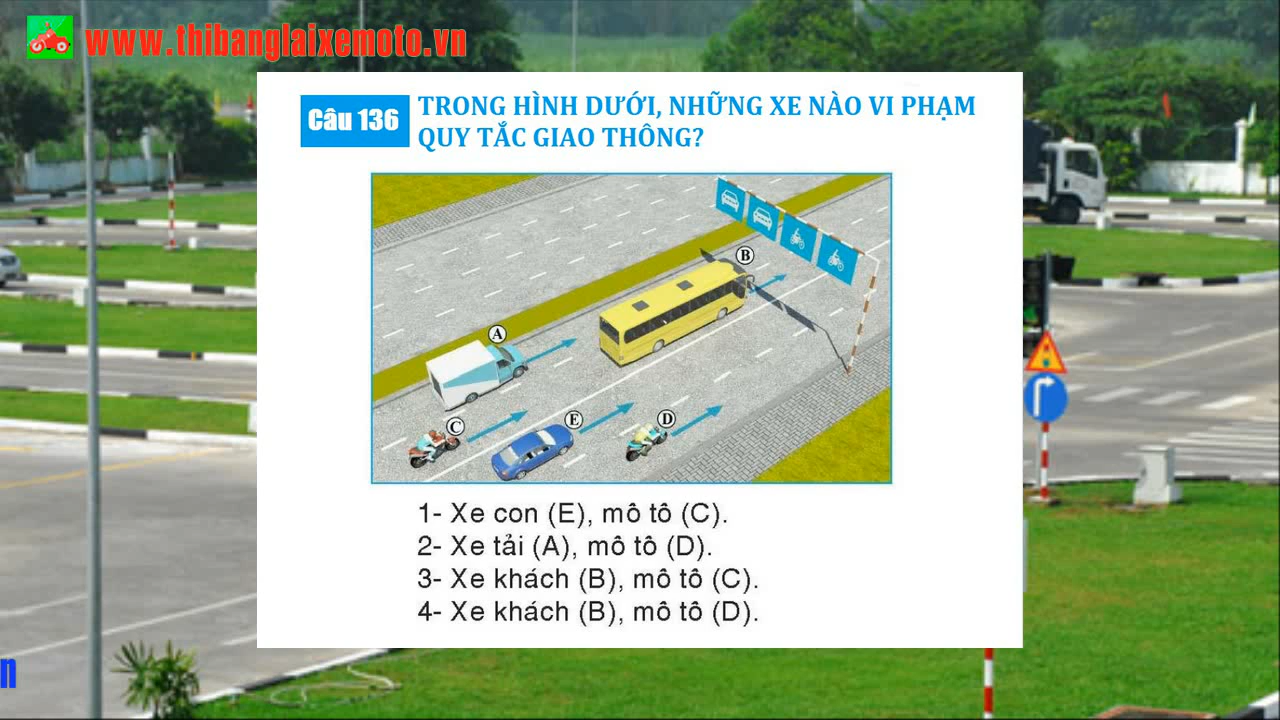 www.thibanglaixemoto.vn
Câu 136
TRONG HÌNH DƯỚI, NHỮNG XE NÀO VI PHẠM
QUY TẮC GIAO THÔNG?
B
A
C
E
D
1- Xe con (E), mô tô (C).
2- Xe tải (A), mô tô (D).
3- Xe khách (B), mô tô (C).
4- Xe khách (B), mô tô (D).
n